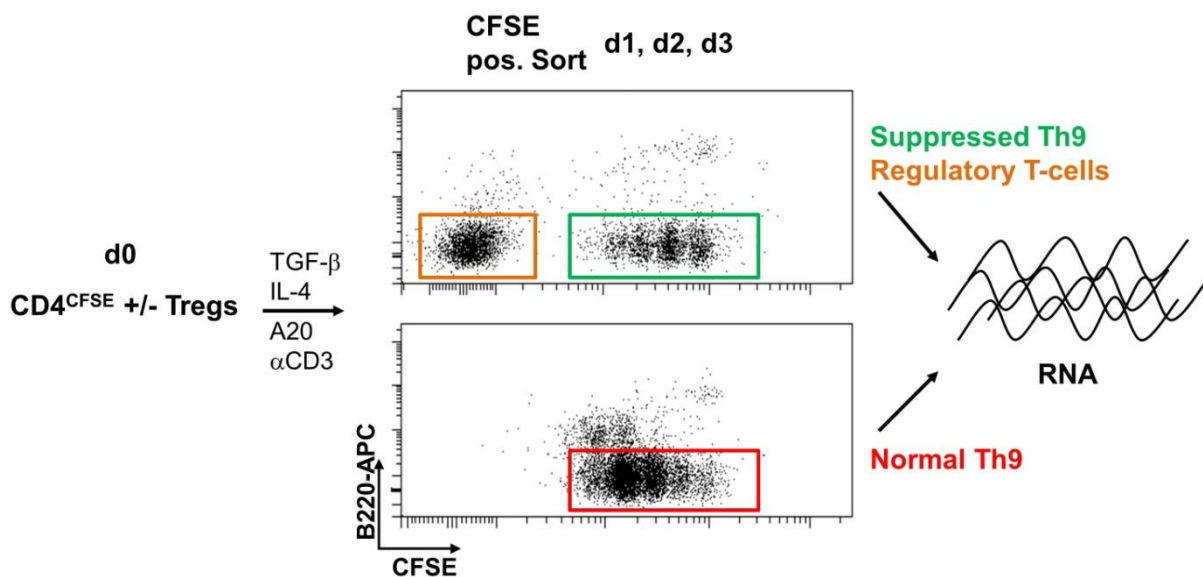 CFSE
pos. Sort
d1, d2, d3
Suppressed Th9
Regulatory T-cells
d0
CD4CFSE +/- Tregs
TGF-β
IL-4
A20
αCD3
RNA
Normal Th9
B220-APC
CFSE